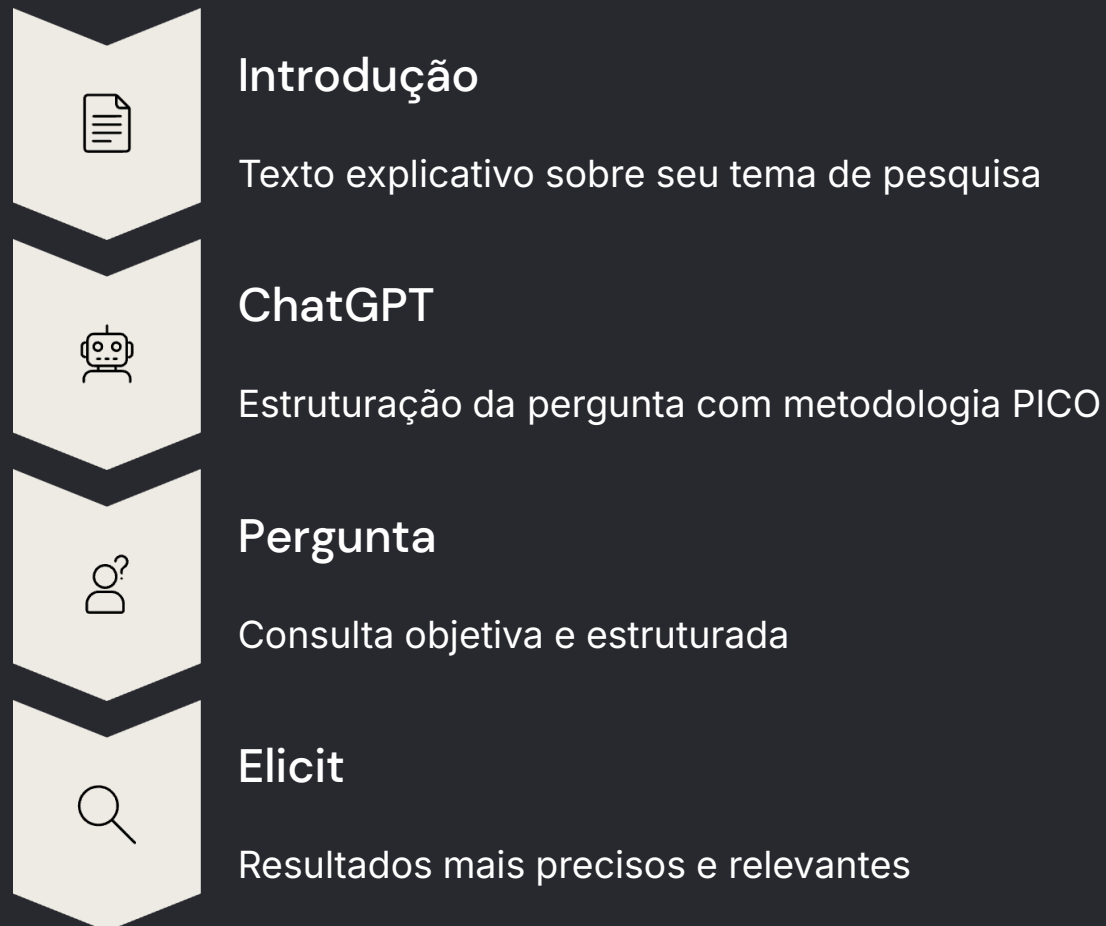 Introdução
Texto explicativo sobre seu tema de pesquisa
ChatGPT
Estruturação da pergunta com metodologia PICO
Pergunta
Consulta objetiva e estruturada
Elicit
Resultados mais precisos e relevantes